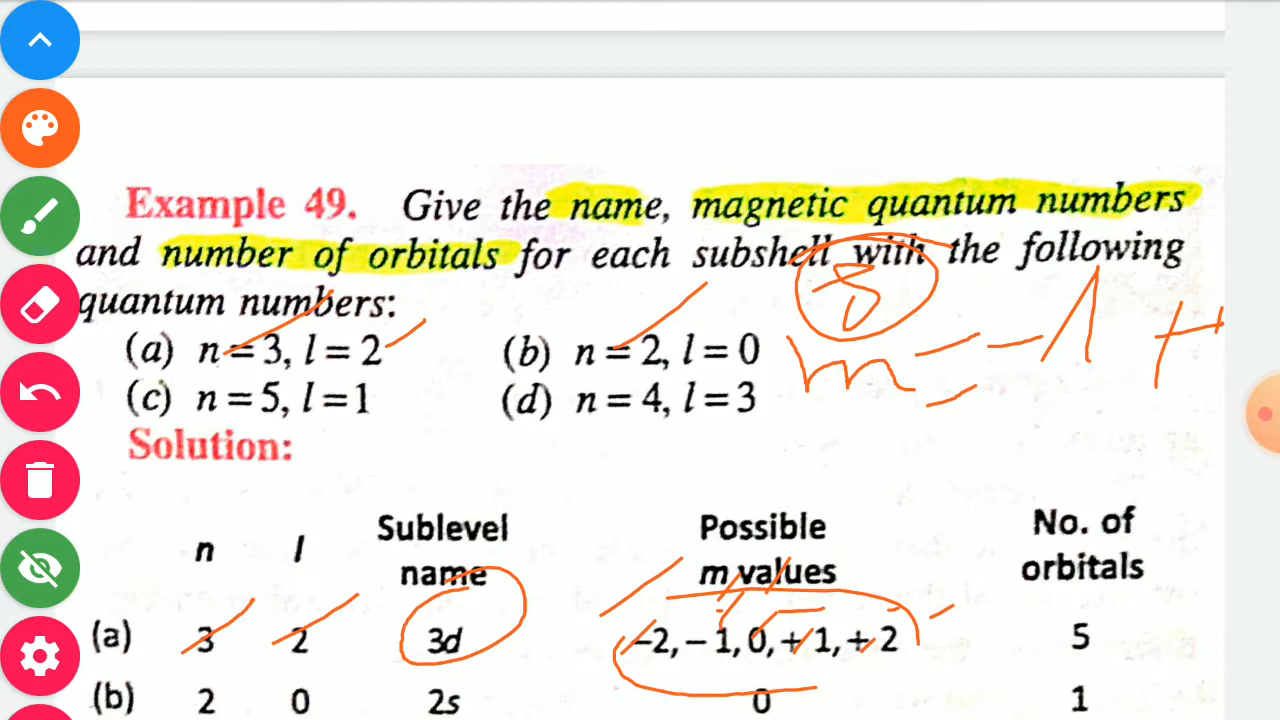 Example 49. Give the name, magnetic quantum numbers
and number of orbitals for each subshell with the following
quantum numbers:
(a) n = 3, l = 2 (b) n = 2, l = 0
(c) n = 5, l = 1 (d) n = 4, l = 3
8
m = -1 +
Solution:
n l Sublevel name Possible m values No. of orbitals
(a) 3 2 3d -2, -1, 0, +1, +2 5
(b) 2 0 2s 0 1